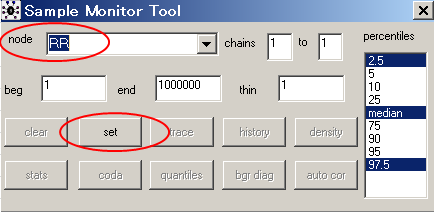 Sample Monitor Tool
node RR chains 1 to 1 percentiles
2.5
5
10
25
median
75
90
95
97.5
beg 1 end 1000000 thin 1
clear set trace history density
stats coda quantiles bgr diag auto cor